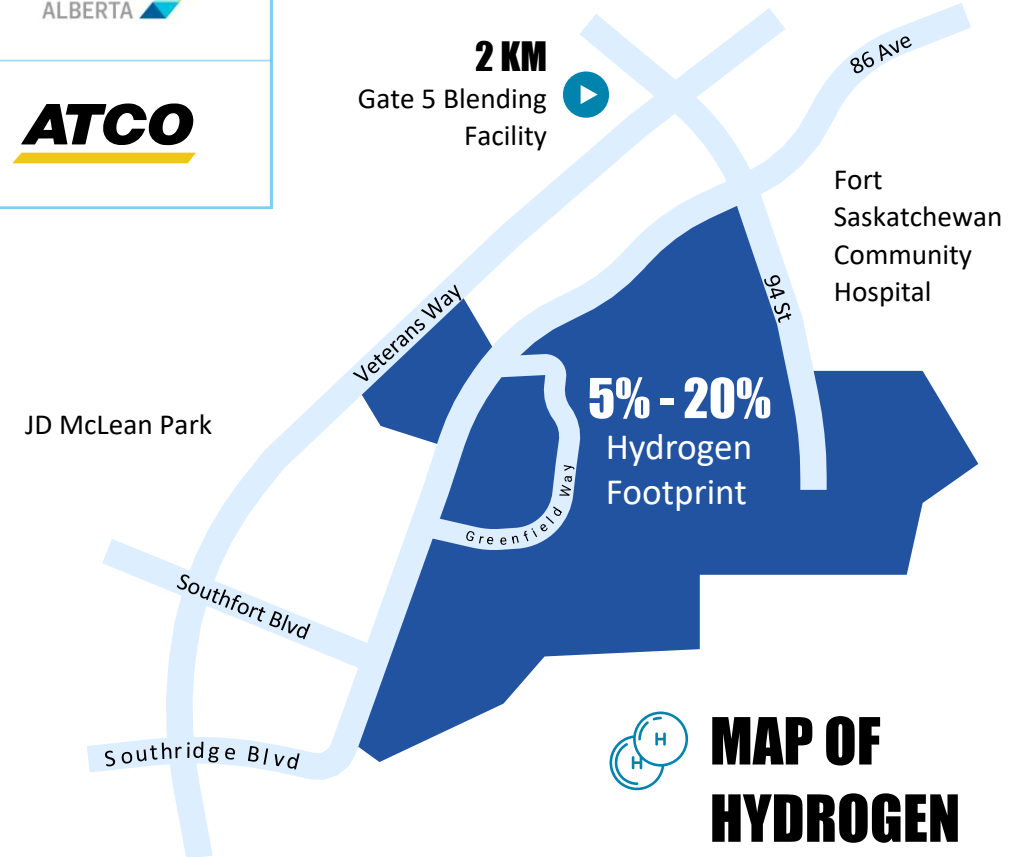 ALBERTA
ATCO
2 KM
Gate 5 Blending
Facility
86 Ave
Fort
Saskatchewan
Community
Hospital
94 St
Veterans Way
JD McLean Park
5% - 20%
Hydrogen
Footprint
Greenfield Way
Southfort Blvd
Southridge Blvd
H
H
MAP OF
HYDROGEN